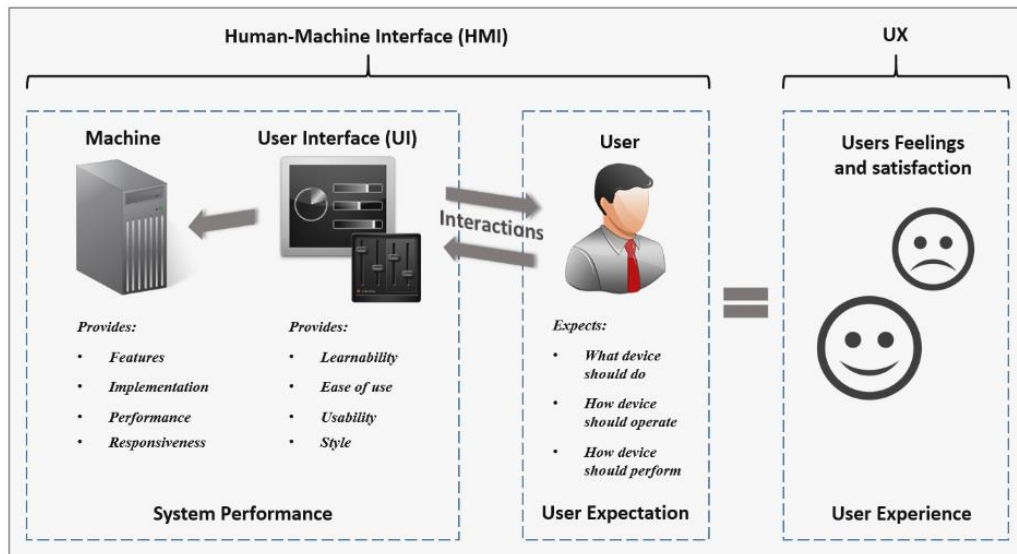 Human-Machine Interface (HMI)
UX
Machine
User Interface (UI)
User
Users Feelings
and satisfaction
Interactions
Provides:
• Features
• Implementation
• Performance
• Responsiveness
Provides:
• Learnability
• Ease of use
• Usability
• Style
Expects:
• What device
should do
• How device
should operate
• How device
should perform
System Performance
User Expectation
User Experience